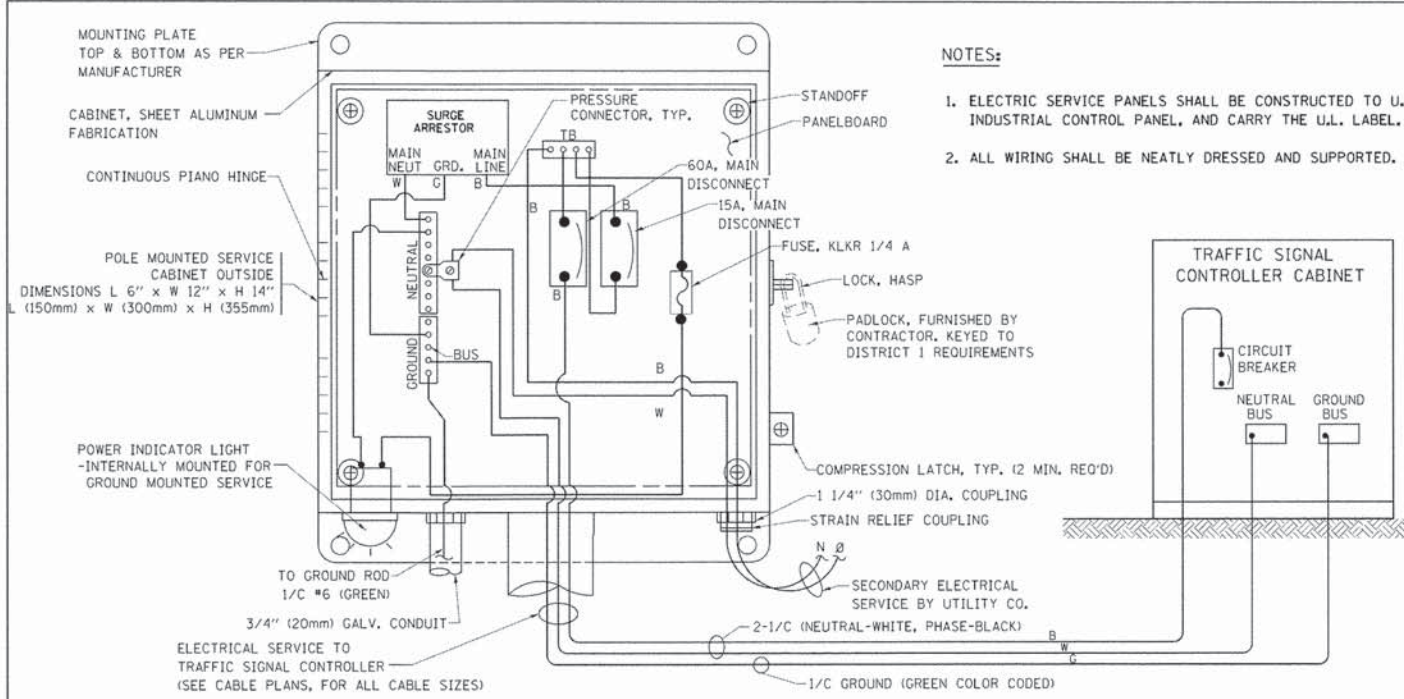 MOUNTING PLATE
TOP & BOTTOM AS PER
MANUFACTURER
CABINET, SHEET ALUMINUM
FABRICATION
CONTINUOUS PIANO HINGE
POLE MOUNTED SERVICE
CABINET OUTSIDE
DIMENSIONS L 6" x W 12" x H 14"
L (150mm) x W (300mm) x H (355mm)
POWER INDICATOR LIGHT
-INTERNALLY MOUNTED FOR
GROUND MOUNTED SERVICE
TO GROUND ROD
1/C #6 (GREEN)
3/4" (20mm) GALV. CONDUIT
ELECTRICAL SERVICE TO
TRAFFIC SIGNAL CONTROLLER
(SEE CABLE PLANS, FOR ALL CABLE SIZES)
SURGE
ARRESTOR
MAIN
NEUT
GRD.
MAIN
LINE
W
G
B
PRESSURE
CONNECTOR, TYP.
TB
STANDOFF
PANELBOARD
60A, MAIN
DISCONNECT
15A, MAIN
DISCONNECT
B
B
B
FUSE, KLKR 1/4 A
NEUTRAL
GROUND
BUS
B
W
LOCK, HASP
PADLOCK, FURNISHED BY
CONTRACTOR. KEYED TO
DISTRICT 1 REQUIREMENTS
COMPRESSION LATCH, TYP. (2 MIN. REQ'D)
1 1/4" (30mm) DIA. COUPLING
STRAIN RELIEF COUPLING
N Ø
SECONDARY ELECTRICAL
SERVICE BY UTILITY CO.
2-1/C (NEUTRAL-WHITE, PHASE-BLACK)
B
W
G
1/C GROUND (GREEN COLOR CODED)
NOTES:
1. ELECTRIC SERVICE PANELS SHALL BE CONSTRUCTED TO U.
INDUSTRIAL CONTROL PANEL, AND CARRY THE U.L. LABEL.
2. ALL WIRING SHALL BE NEATLY DRESSED AND SUPPORTED.
TRAFFIC SIGNAL
CONTROLLER CABINET
CIRCUIT
BREAKER
NEUTRAL
BUS
GROUND
BUS